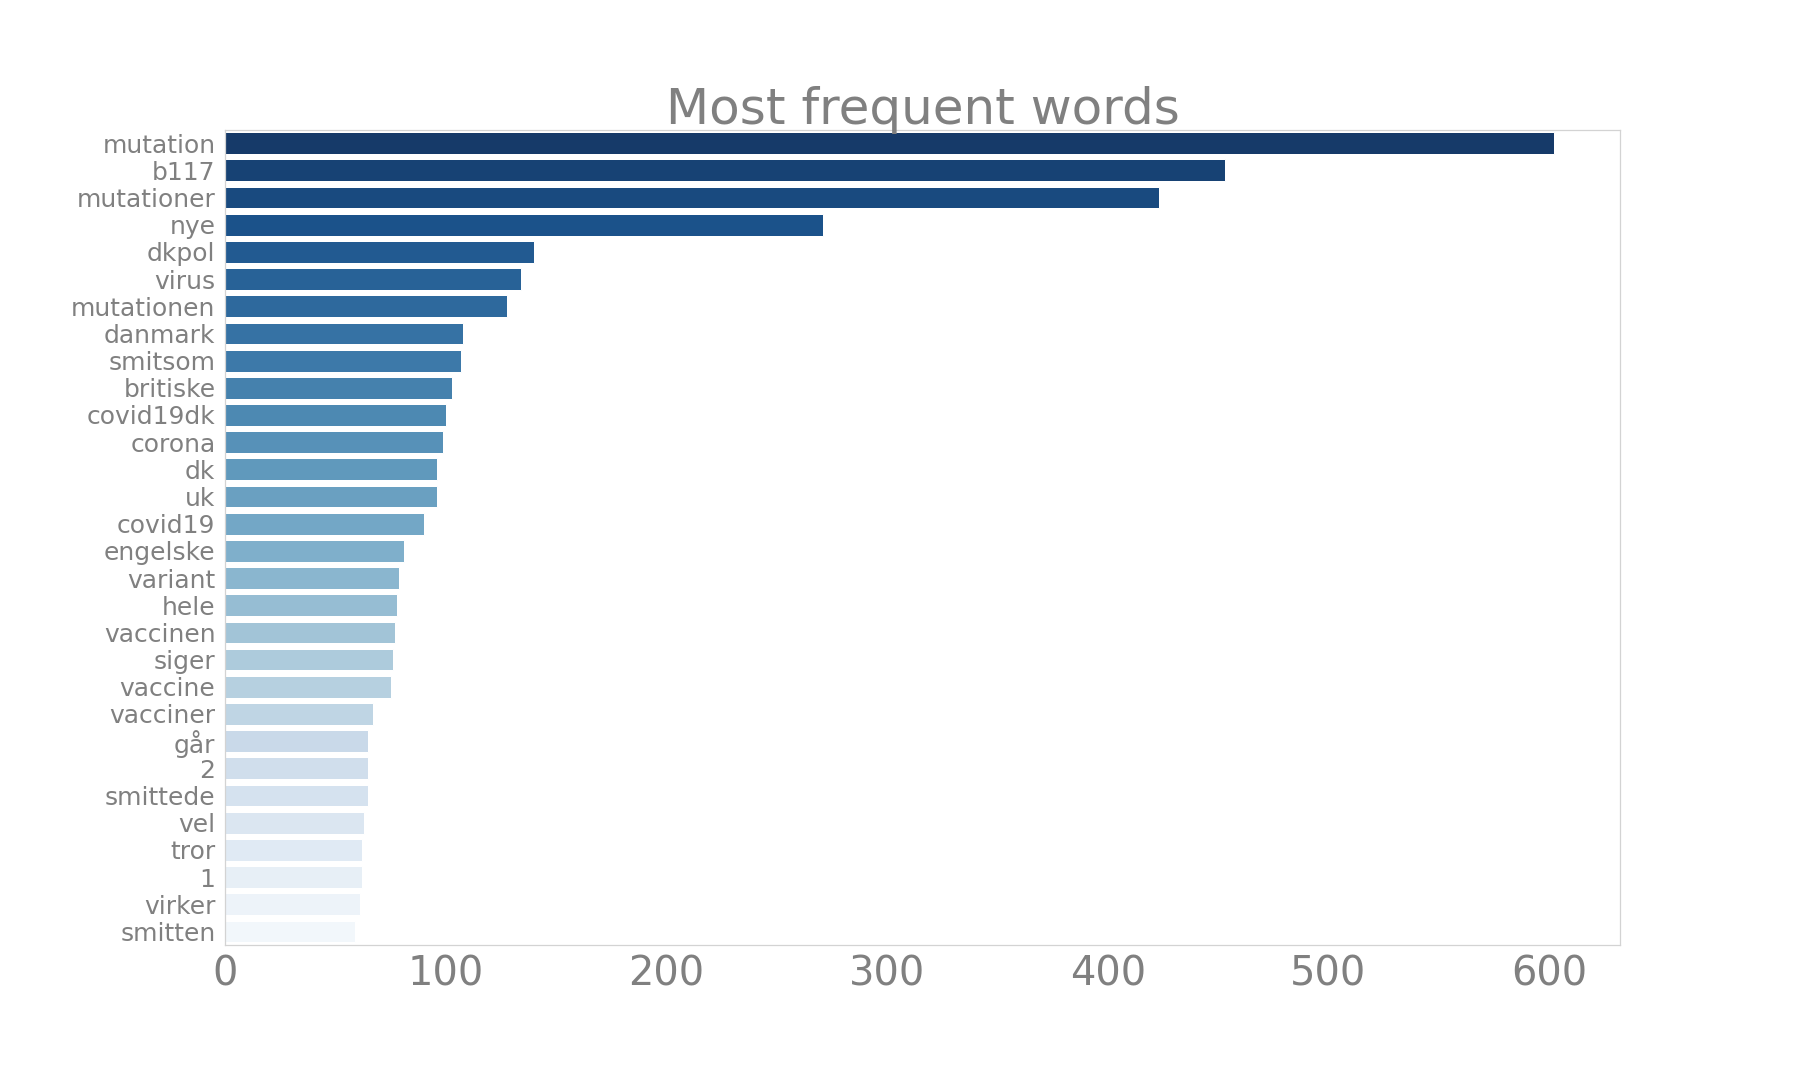 Most frequent words
mutation
b117
mutationer
nye
dkpol
virus
mutationen
danmark
smitsom
britiske
covid19dk
corona
dk
uk
covid19
engelske
variant
hele
vaccinen
siger
vaccine
vacciner
går
2
smittede
vel
tror
1
virker
smitten
0 100 200 300 400 500 600